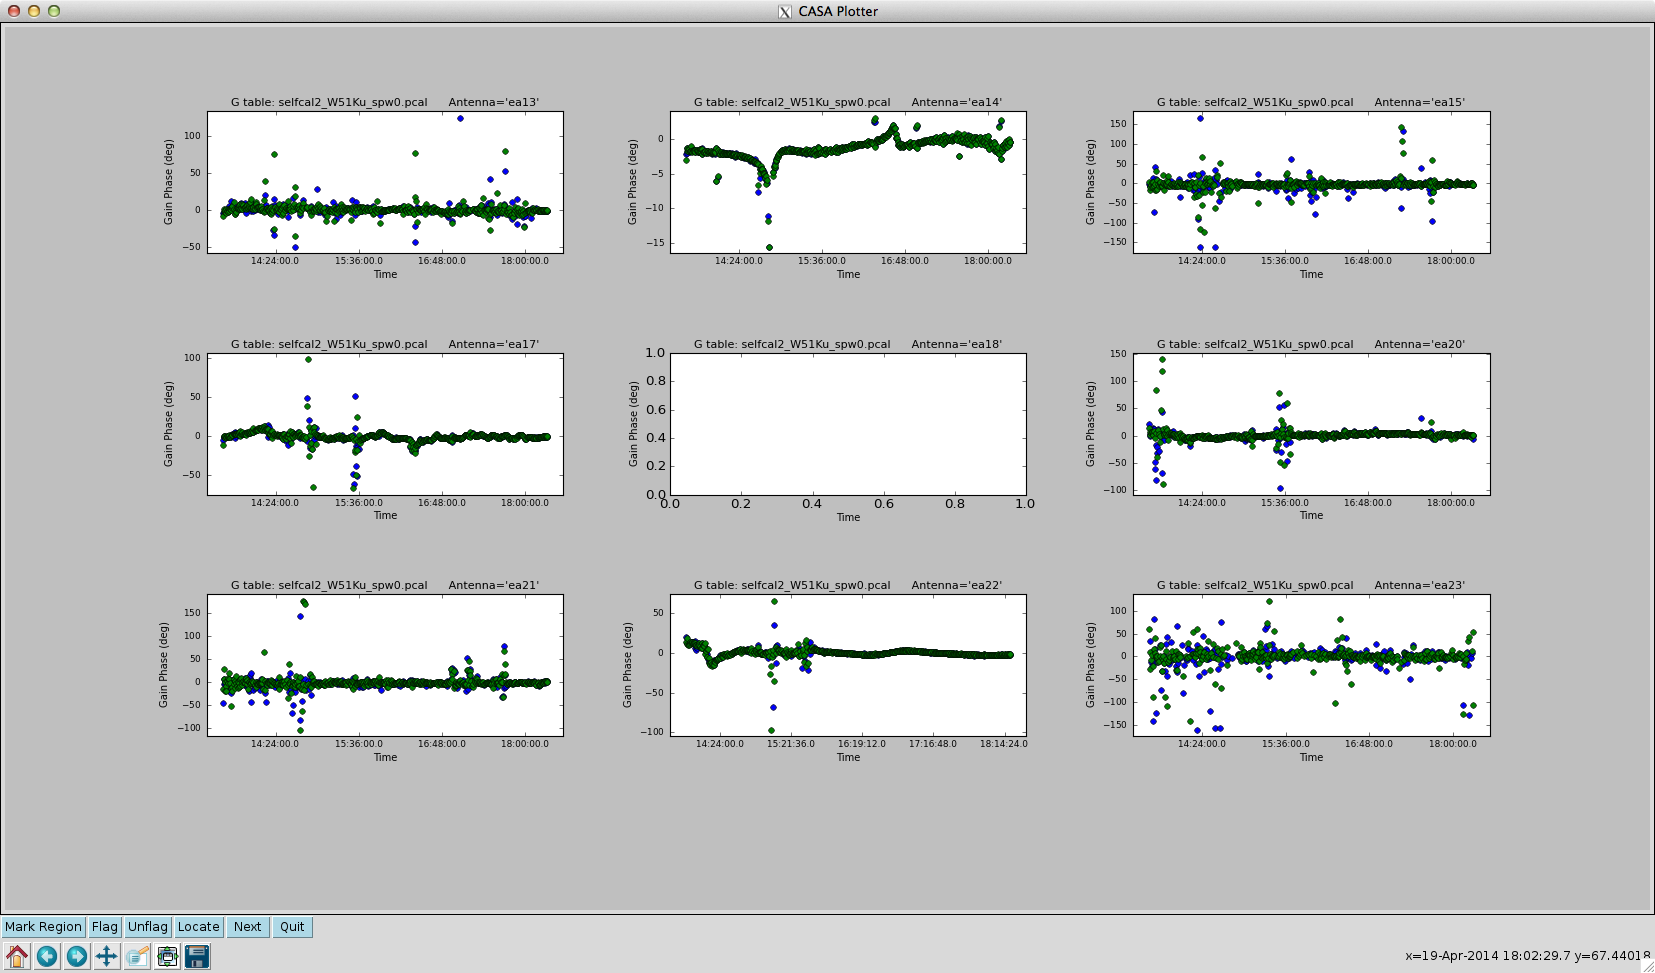 CASA Plotter
G table: selfcal2_W51Ku_spw0.pcal Antenna='ea13'
100
50
0
−50
Gain Phase (deg)
14:24:00.0 15:36:00.0 16:48:00.0 18:00:00.0
Time
G table: selfcal2_W51Ku_spw0.pcal Antenna='ea14'
0
−5
−10
−15
Gain Phase (deg)
14:24:00.0 15:36:00.0 16:48:00.0 18:00:00.0
Time
G table: selfcal2_W51Ku_spw0.pcal Antenna='ea15'
150
100
50
0
−50
−100
−150
Gain Phase (deg)
14:24:00.0 15:36:00.0 16:48:00.0 18:00:00.0
Time
G table: selfcal2_W51Ku_spw0.pcal Antenna='ea17'
100
50
0
−50
Gain Phase (deg)
14:24:00.0 15:36:00.0 16:48:00.0 18:00:00.0
Time
G table: selfcal2_W51Ku_spw0.pcal Antenna='ea18'
1.0
0.8
0.6
0.4
0.2
0.0
Gain Phase (deg)
0.0 0.2 0.4 0.6 0.8 1.0
Time
G table: selfcal2_W51Ku_spw0.pcal Antenna='ea20'
150
100
50
0
−50
−100
Gain Phase (deg)
14:24:00.0 15:36:00.0 16:48:00.0 18:00:00.0
Time
G table: selfcal2_W51Ku_spw0.pcal Antenna='ea21'
150
100
50
0
−50
−100
Gain Phase (deg)
14:24:00.0 15:36:00.0 16:48:00.0 18:00:00.0
Time
G table: selfcal2_W51Ku_spw0.pcal Antenna='ea22'
50
0
−50
−100
Gain Phase (deg)
14:24:00.0 15:21:36.0 16:19:12.0 17:16:48.0 18:14:24.0
Time
G table: selfcal2_W51Ku_spw0.pcal Antenna='ea23'
100
50
0
−50
−100
−150
Gain Phase (deg)
14:24:00.0 15:36:00.0 16:48:00.0 18:00:00.0
Time
Mark Region Flag Unflag Locate Next Quit
x=19-Apr-2014 18:02:29.7 y=67.44018